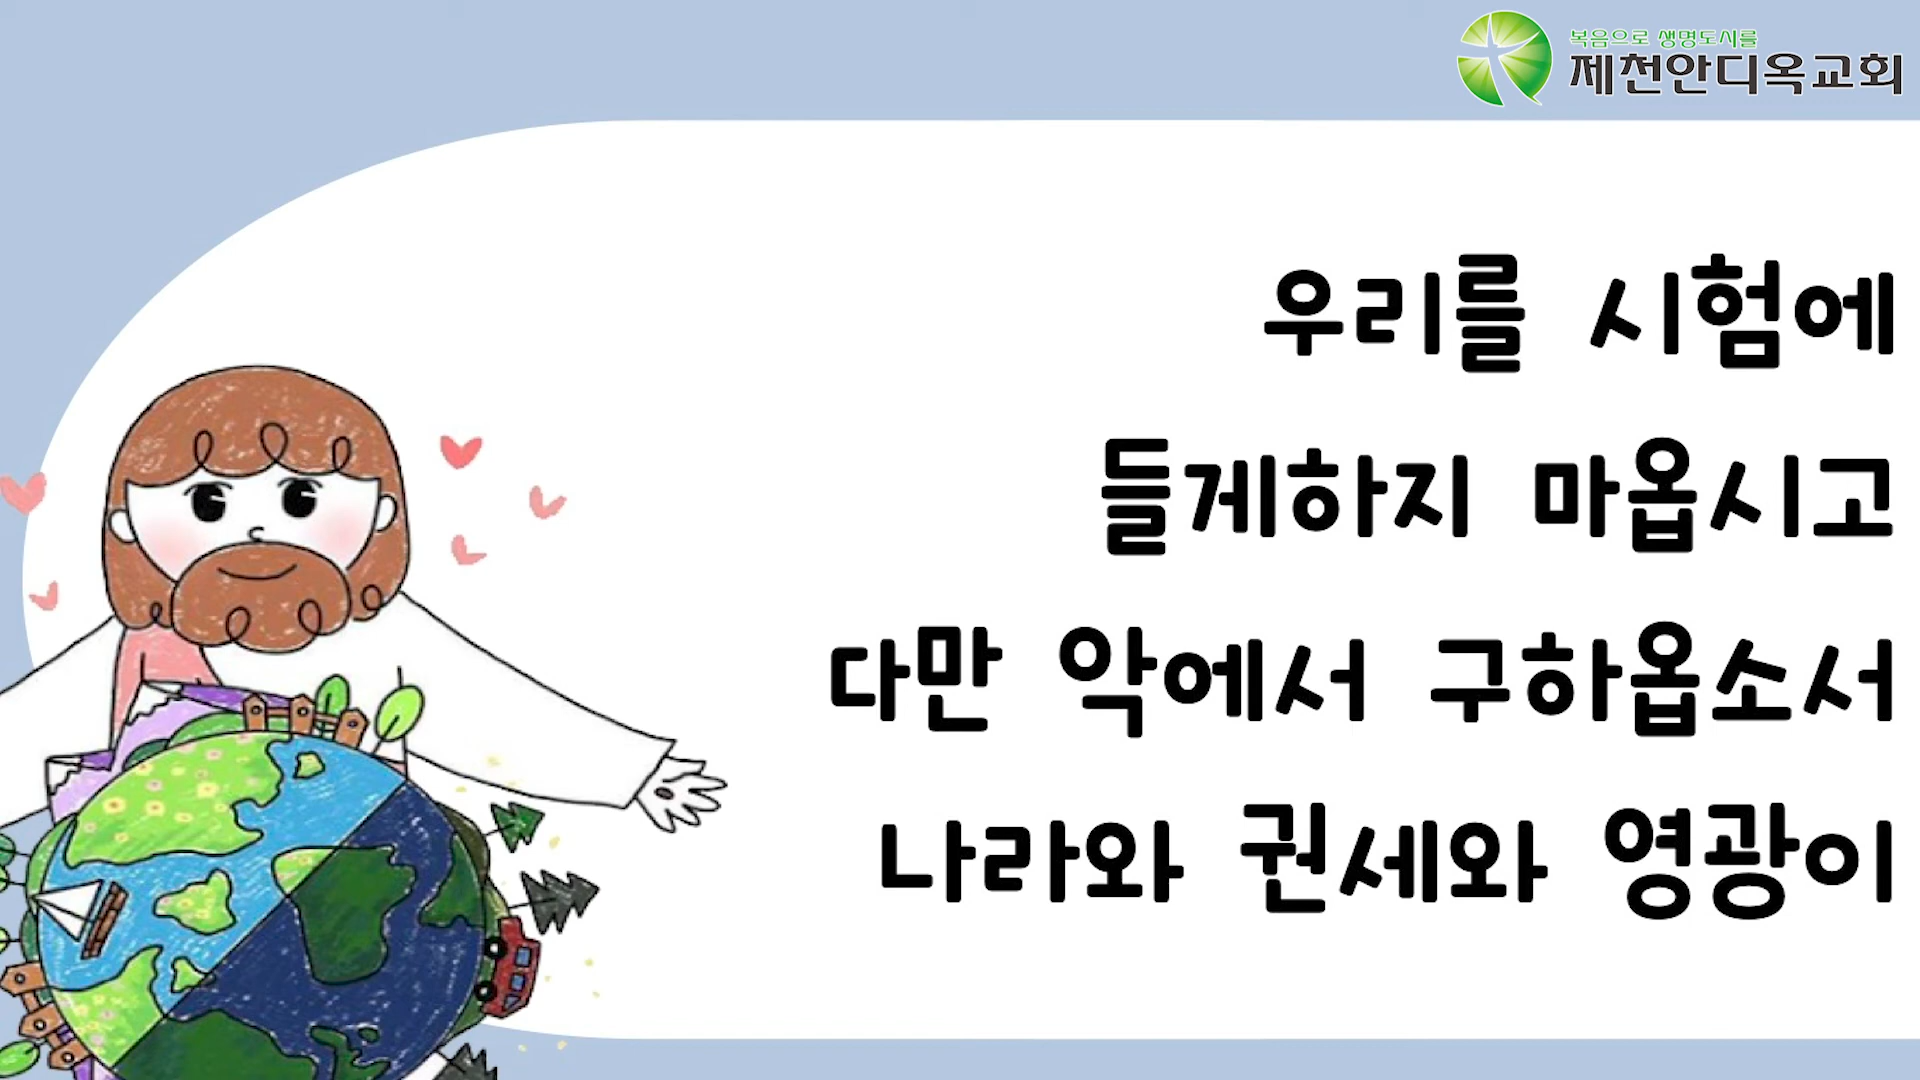 복음으로 생명도시를
제천안디옥교회
우리를 시험에
들게하지 마옵시고
다만 악에서 구하옵소서
나라와 권세와 영광이